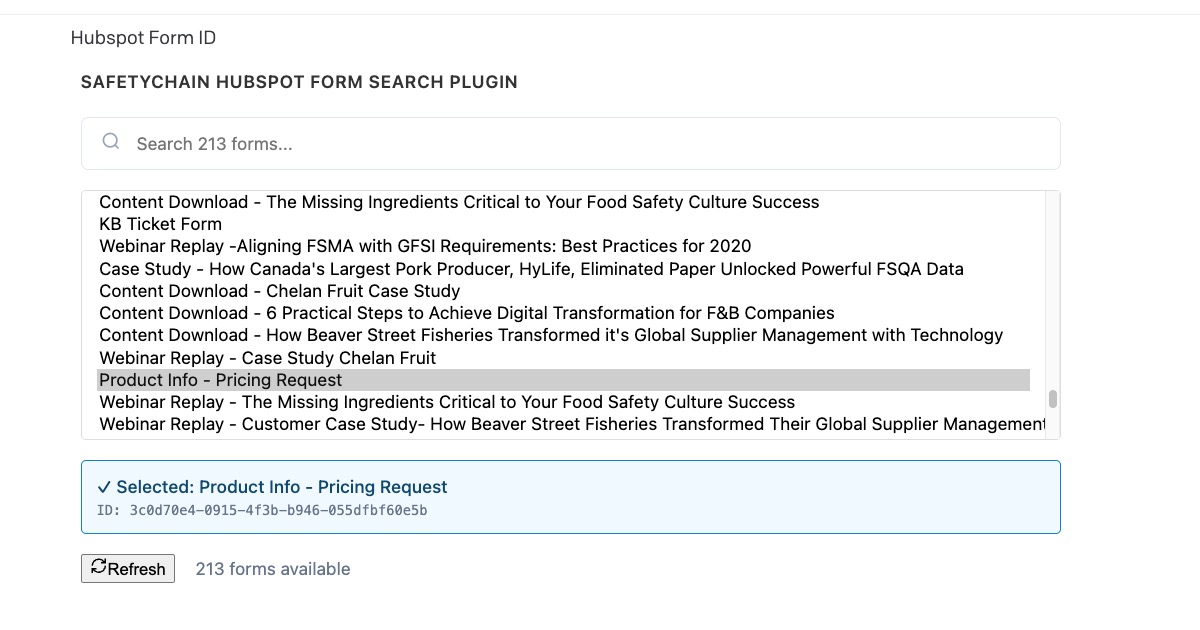 Hubspot Form ID
SAFETYCHAIN HUBSPOT FORM SEARCH PLUGIN
Search 213 forms...
Content Download - The Missing Ingredients Critical to Your Food Safety Culture Success
KB Ticket Form
Webinar Replay -Aligning FSMA with GFSI Requirements: Best Practices for 2020
Case Study - How Canada's Largest Pork Producer, HyLife, Eliminated Paper Unlocked Powerful FSQA Data
Content Download - Chelan Fruit Case Study
Content Download - 6 Practical Steps to Achieve Digital Transformation for F&B Companies
Content Download - How Beaver Street Fisheries Transformed it's Global Supplier Management with Technology
Webinar Replay - Case Study Chelan Fruit
Product Info - Pricing Request
Webinar Replay - The Missing Ingredients Critical to Your Food Safety Culture Success
Webinar Replay - Customer Case Study- How Beaver Street Fisheries Transformed Their Global Supplier Management
✓ Selected: Product Info - Pricing Request
ID: 3c0d70e4-0915-4f3b-b946-055dfbf60e5b
Refresh 213 forms available